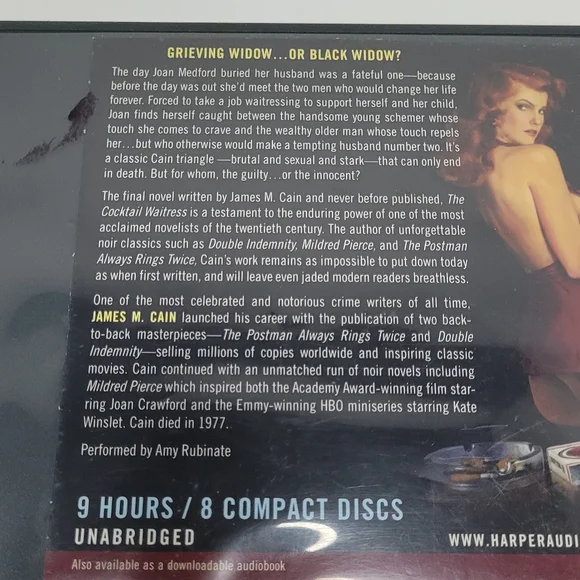 GRIEVING WIDOW...OR BLACK WIDOW?
The day Joan Medford buried her husband was a fateful one—because
before the day was out she'd meet the two men who would change her life
forever. Forced to take a job waitressing to support herself and her child,
Joan finds herself caught between the handsome young schemer whose
touch she comes to crave and the wealthy older man whose touch repels
her...but who otherwise would make a tempting husband number two. It's
a classic Cain triangle —brutal and sexual and stark—that can only end
in death. But for whom, the guilty...or the innocent?
The final novel written by James M. Cain and never before published, The
Cocktail Waitress is a testament to the enduring power of one of the most
acclaimed novelists of the twentieth century. The author of unforgettable
noir classics such as Double Indemnity, Mildred Pierce, and The Postman
Always Rings Twice, Cain's work remains as impossible to put down today
as when first written, and will leave even jaded modern readers breathless.
One of the most celebrated and notorious crime writers of all time,
JAMES M. CAIN launched his career with the publication of two back-
to-back masterpieces—The Postman Always Rings Twice and Double
Indemnity—selling millions of copies worldwide and inspiring classic
movies. Cain continued with an unmatched run of noir novels including
Mildred Pierce which inspired both the Academy Award-winning film star-
ring Joan Crawford and the Emmy-winning HBO miniseries starring Kate
Winslet. Cain died in 1977.
Performed by Amy Rubinate
9 HOURS / 8 COMPACT DISCS
UNABRIDGED
WWW.HARPERAUDI
Also available as a downloadable audiobook